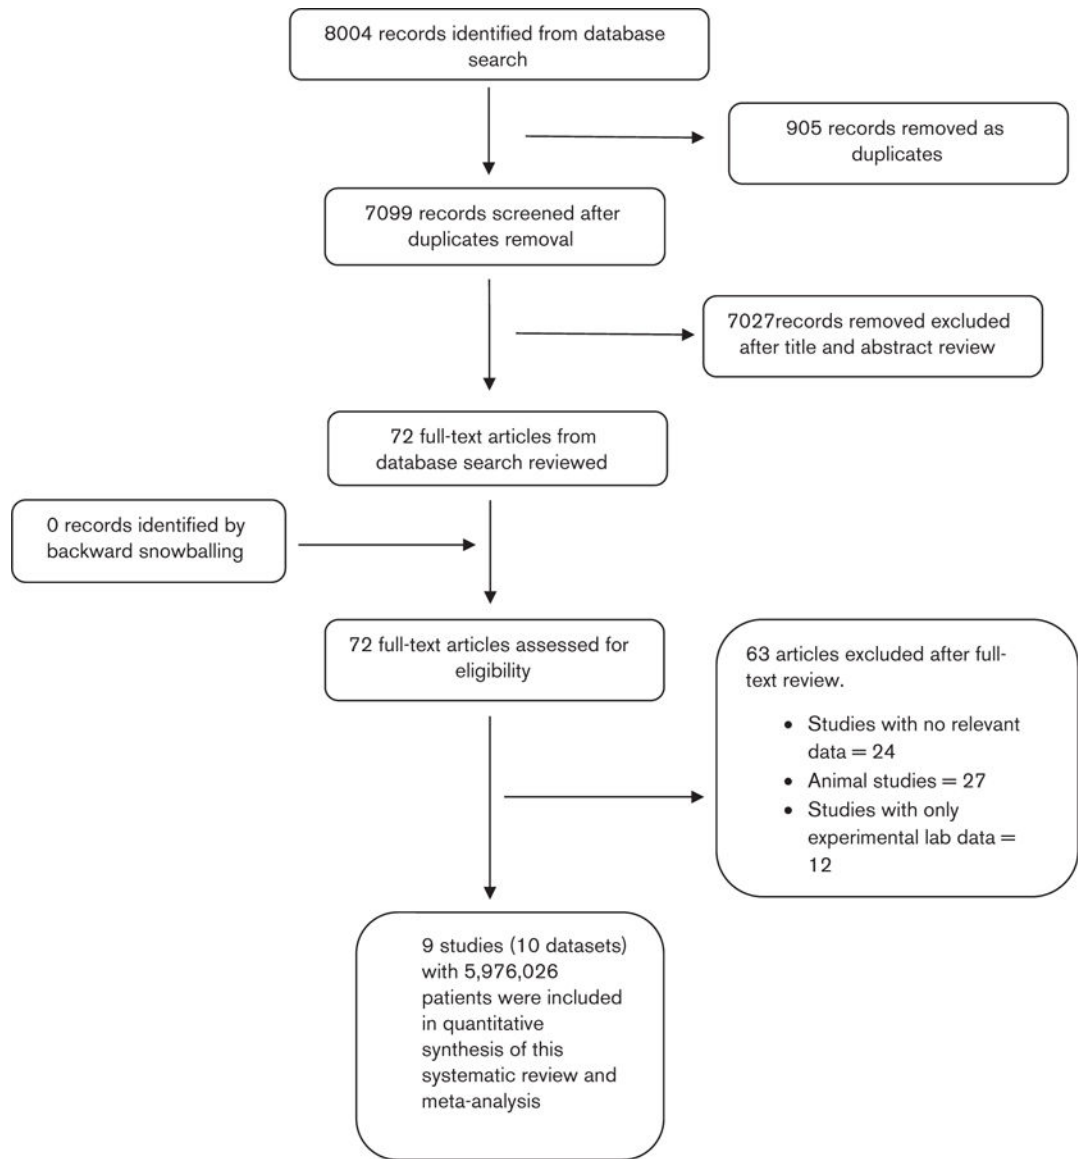 8004 records identified from database
search
905 records removed as
duplicates
7099 records screened after
duplicates removal
7027records removed excluded
after title and abstract review
72 full-text articles from
database search reviewed
0 records identified by
backward snowballing
72 full-text articles assessed for
eligibility
63 articles excluded after full-
text review.
• Studies with no relevant
data = 24
• Animal studies = 27
• Studies with only
experimental lab data =
12
9 studies (10 datasets)
with 5,976,026
patients were included
in quantitative
synthesis of this
systematic review and
meta-analysis